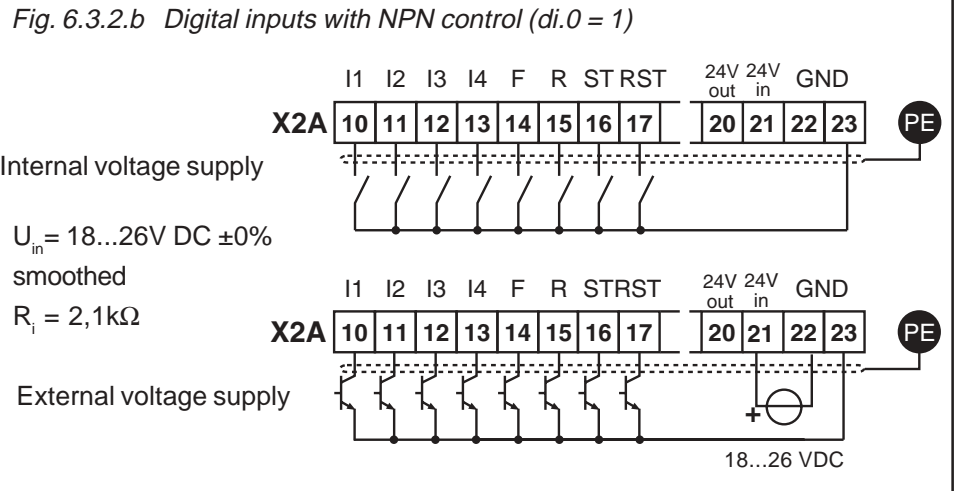 Fig. 6.3.2.b Digital inputs with NPN control (di.0 = 1)
I1 I2 I3 I4 F R ST RST 24V out 24V in GND
X2A 10 11 12 13 14 15 16 17 20 21 22 23 PE
Internal voltage supply
Uin= 18...26V DC ±0%
smoothed
Ri = 2,1kΩ
I1 I2 I3 I4 F R STRST 24V out 24V in GND
X2A 10 11 12 13 14 15 16 17 20 21 22 23 PE
External voltage supply
+
18...26 VDC